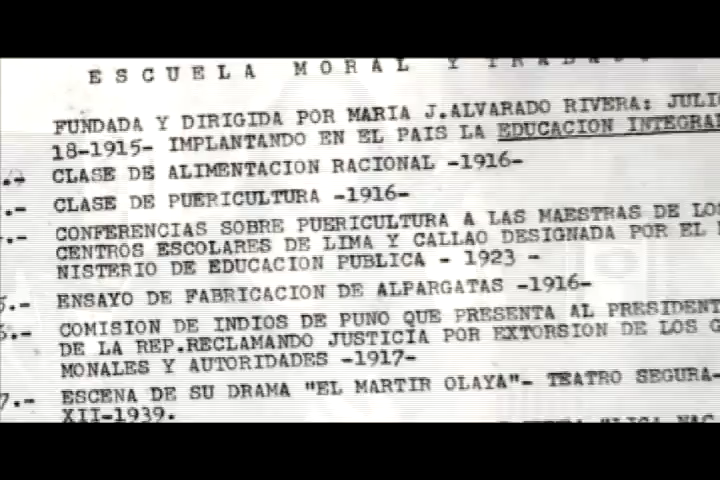 ESCUELA MORAL Y TRABAJO
FUNDADA Y DIRIGIDA POR MARIA J.ALVARADO RIVERA: JULIO
18-1915- IMPLANTANDO EN EL PAIS LA EDUCACION INTEGRAL
CLASE DE ALIMENTACION RACIONAL -1916-
.- CLASE DE PUERICULTURA -1916-
.- CONFERENCIAS SOBRE PUERICULTURA A LAS MAESTRAS DE LOS
CENTROS ESCOLARES DE LIMA Y CALLAO DESIGNADA POR EL
NISTERIO DE EDUCACION PUBLICA - 1923 -
5.- ENSAYO DE FABRICACION DE ALPARGATAS -1916-
6.- COMISION DE INDIOS DE PUNO QUE PRESENTA AL PRESIDENT
DE LA REP.RECLAMANDO JUSTICIA POR EXTORSION DE LOS G
MONALES Y AUTORIDADES -1917-
7.- ESCENA DE SU DRAMA "EL MARTIR OLAYA"- TEATRO SEGURA-
XII-1939.